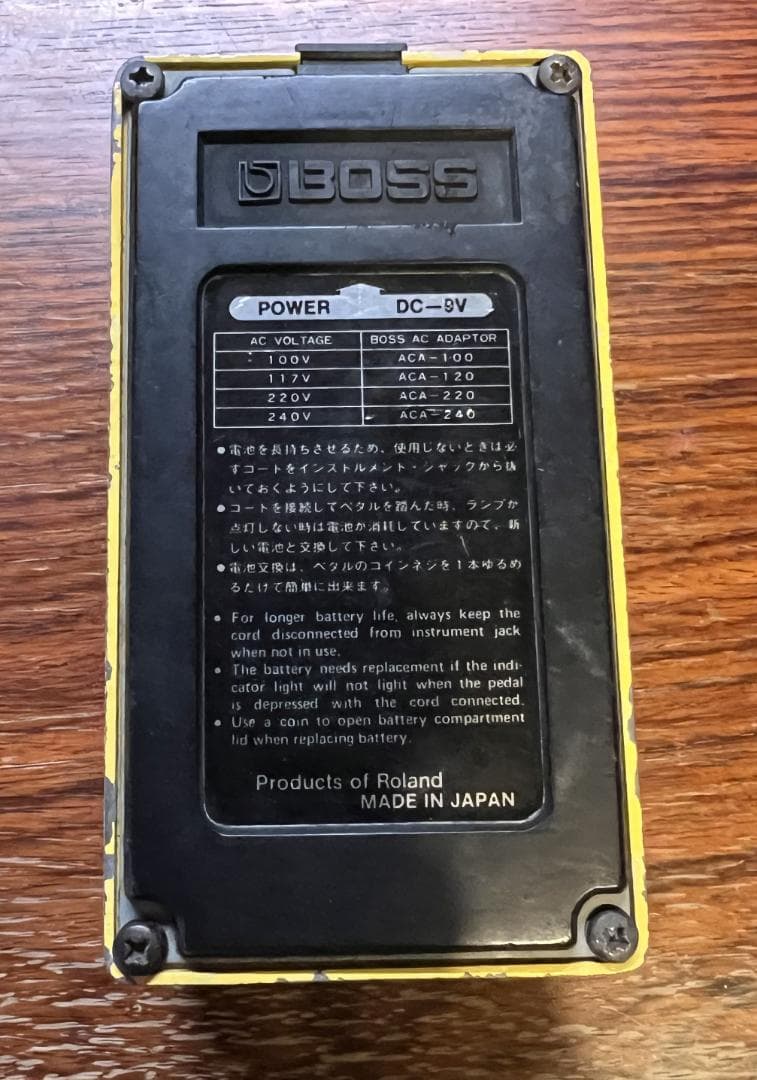 BOSS
POWER DC-9V
AC VOLTAGE BOSS AC ADAPTOR
100V ACA-100
117V ACA-120
220V ACA-220
240V ACA-240
●電池を長持ちさせるため、使用しないときは必
ずコードをインストルメント・ジャックから抜
いておくようにして下さい。
●コードを接続してペダルを踏んだ時、ランプが
点灯しない時は電池が消耗していますので、新
しい電池と交換して下さい。
●電池交換は、ペダルのコインネジを1本ゆるめ
るだけで簡単に出来ます。
● For longer battery life, always keep the
cord disconnected from instrument jack
when not in use.
● The battery needs replacement if the indi-
cator light will not light when the pedal
is depressed with the cord connected.
● Use a coin to open battery compartment
lid when replacing battery.
Products of Roland
MADE IN JAPAN